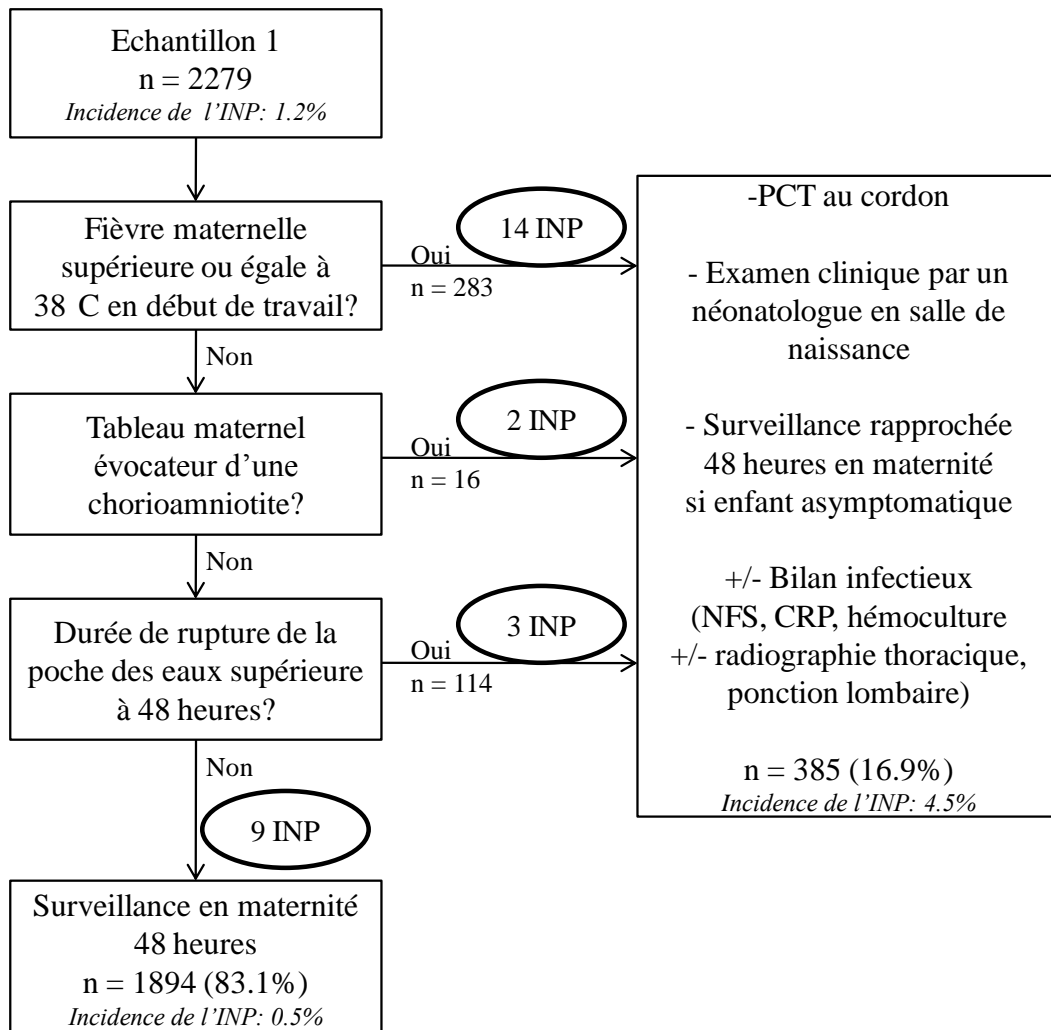 Echantillon 1
n = 2279
Incidence de l’INP: 1.2%
Fièvre maternelle
supérieure ou égale à
38 C en début de travail?
14 INP
Oui
n = 283
Non
Tableau maternel
évocateur d’une
chorioamniotite?
2 INP
Oui
n = 16
Non
Durée de rupture de la
poche des eaux supérieure
à 48 heures?
3 INP
Oui
n = 114
Non
9 INP
Surveillance en maternité
48 heures
n = 1894 (83.1%)
Incidence de l’INP: 0.5%
-PCT au cordon
- Examen clinique par un
néonatologue en salle de
naissance
- Surveillance rapprochée
48 heures en maternité
si enfant asymptomatique
+/- Bilan infectieux
(NFS, CRP, hémoculture
+/- radiographie thoracique,
ponction lombaire)
n = 385 (16.9%)
Incidence de l’INP: 4.5%